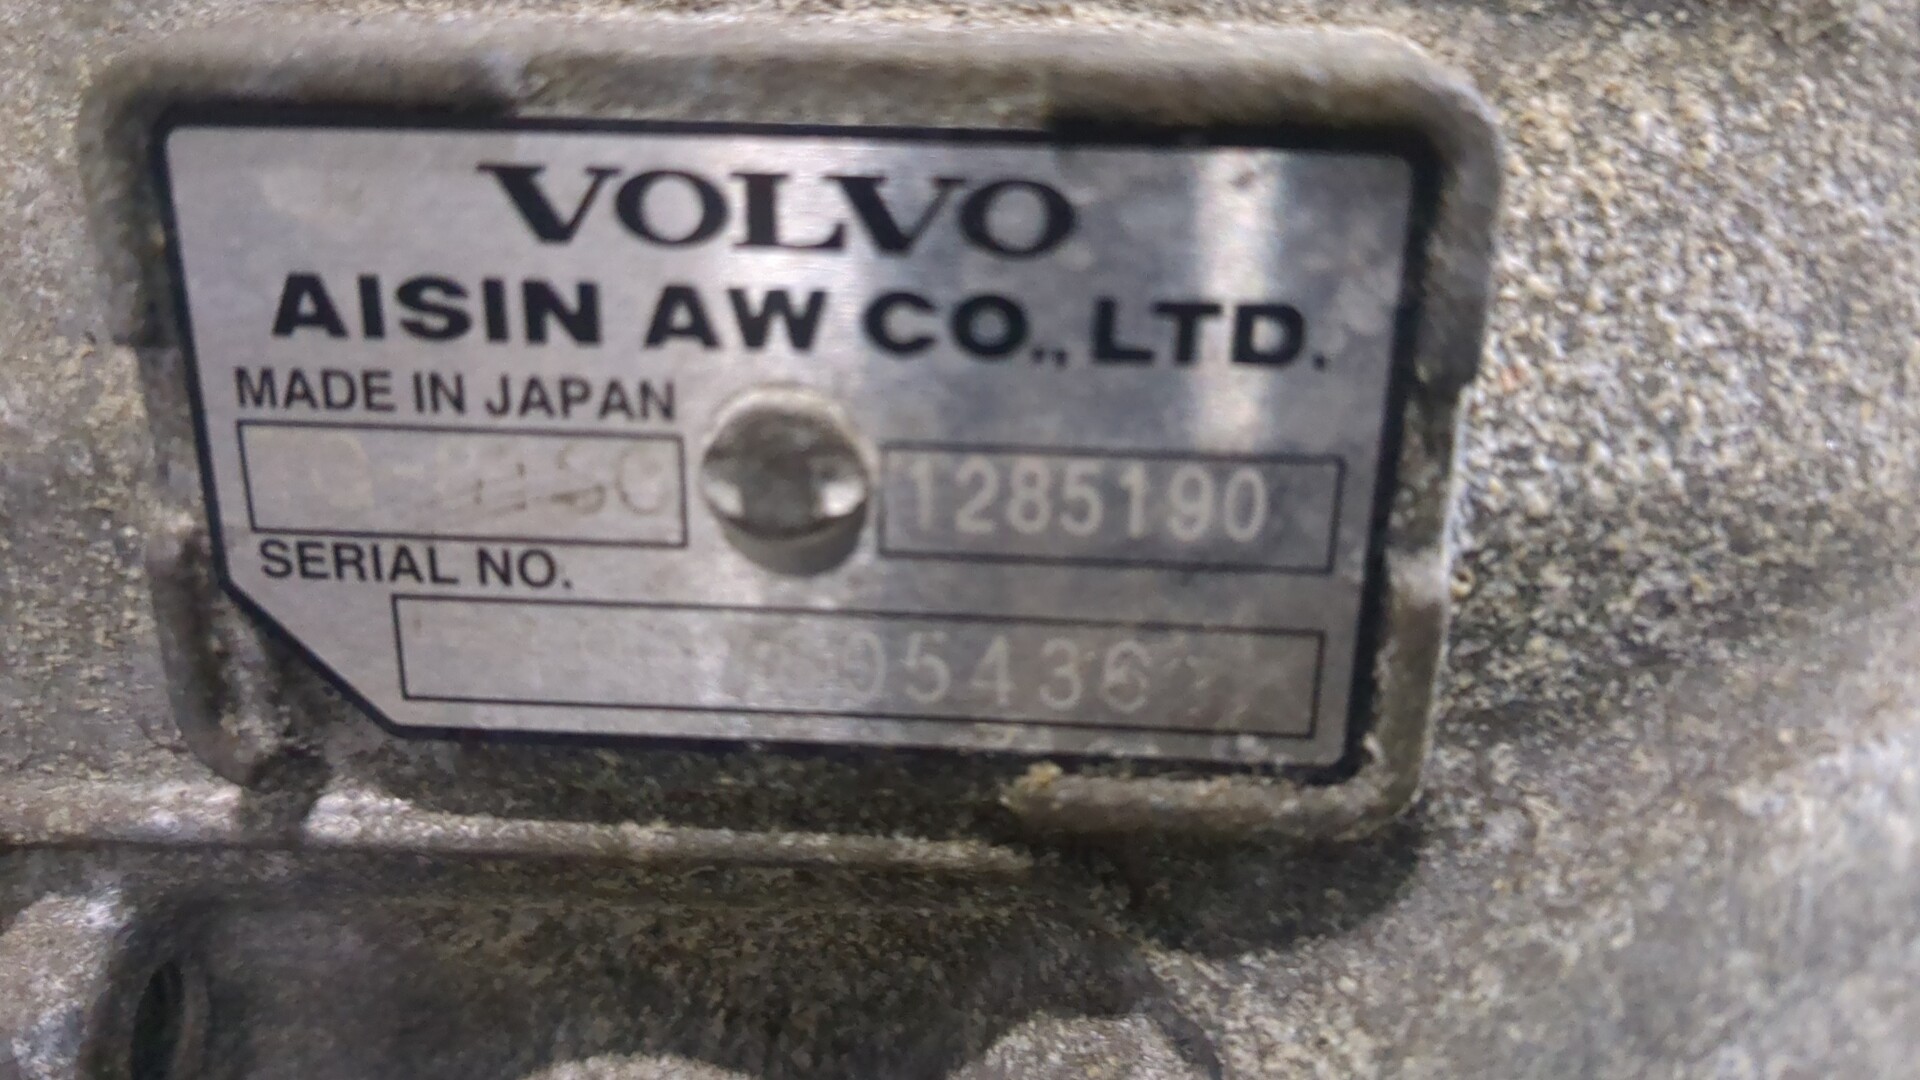 VOLVO
AISIN AW CO., LTD.
MADE IN JAPAN
1285190
SERIAL NO.